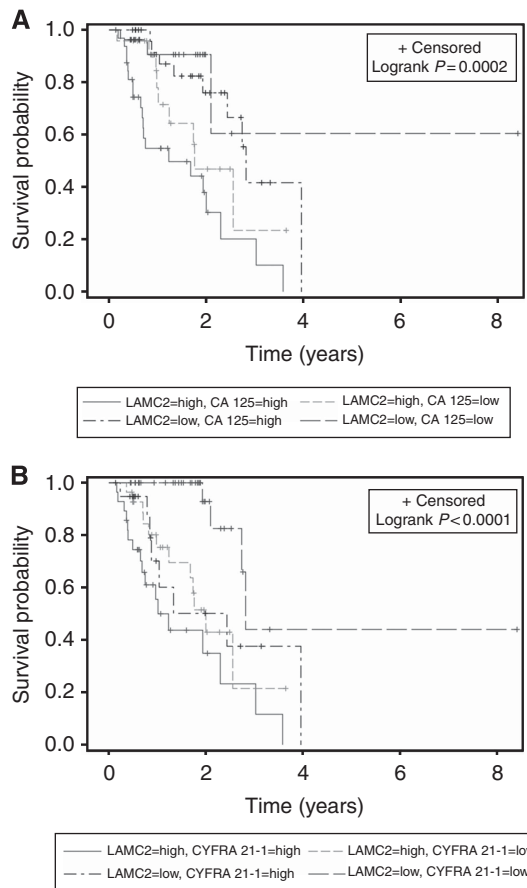 A
1.0
0.8
0.6
0.4
0.2
0.0
Survival probability
+ Censored
Logrank P=0.0002
0 2 4 6 8
Time (years)
LAMC2=high, CA 125=high LAMC2=high, CA 125=low
LAMC2=low, CA 125=high LAMC2=low, CA 125=low
B
1.0
0.8
0.6
0.4
0.2
0.0
Survival probability
+ Censored
Logrank P<0.0001
0 2 4 6 8
Time (years)
LAMC2=high, CYFRA 21-1=high LAMC2=high, CYFRA 21-1=low
LAMC2=low, CYFRA 21-1=high LAMC2=low, CYFRA 21-1=low